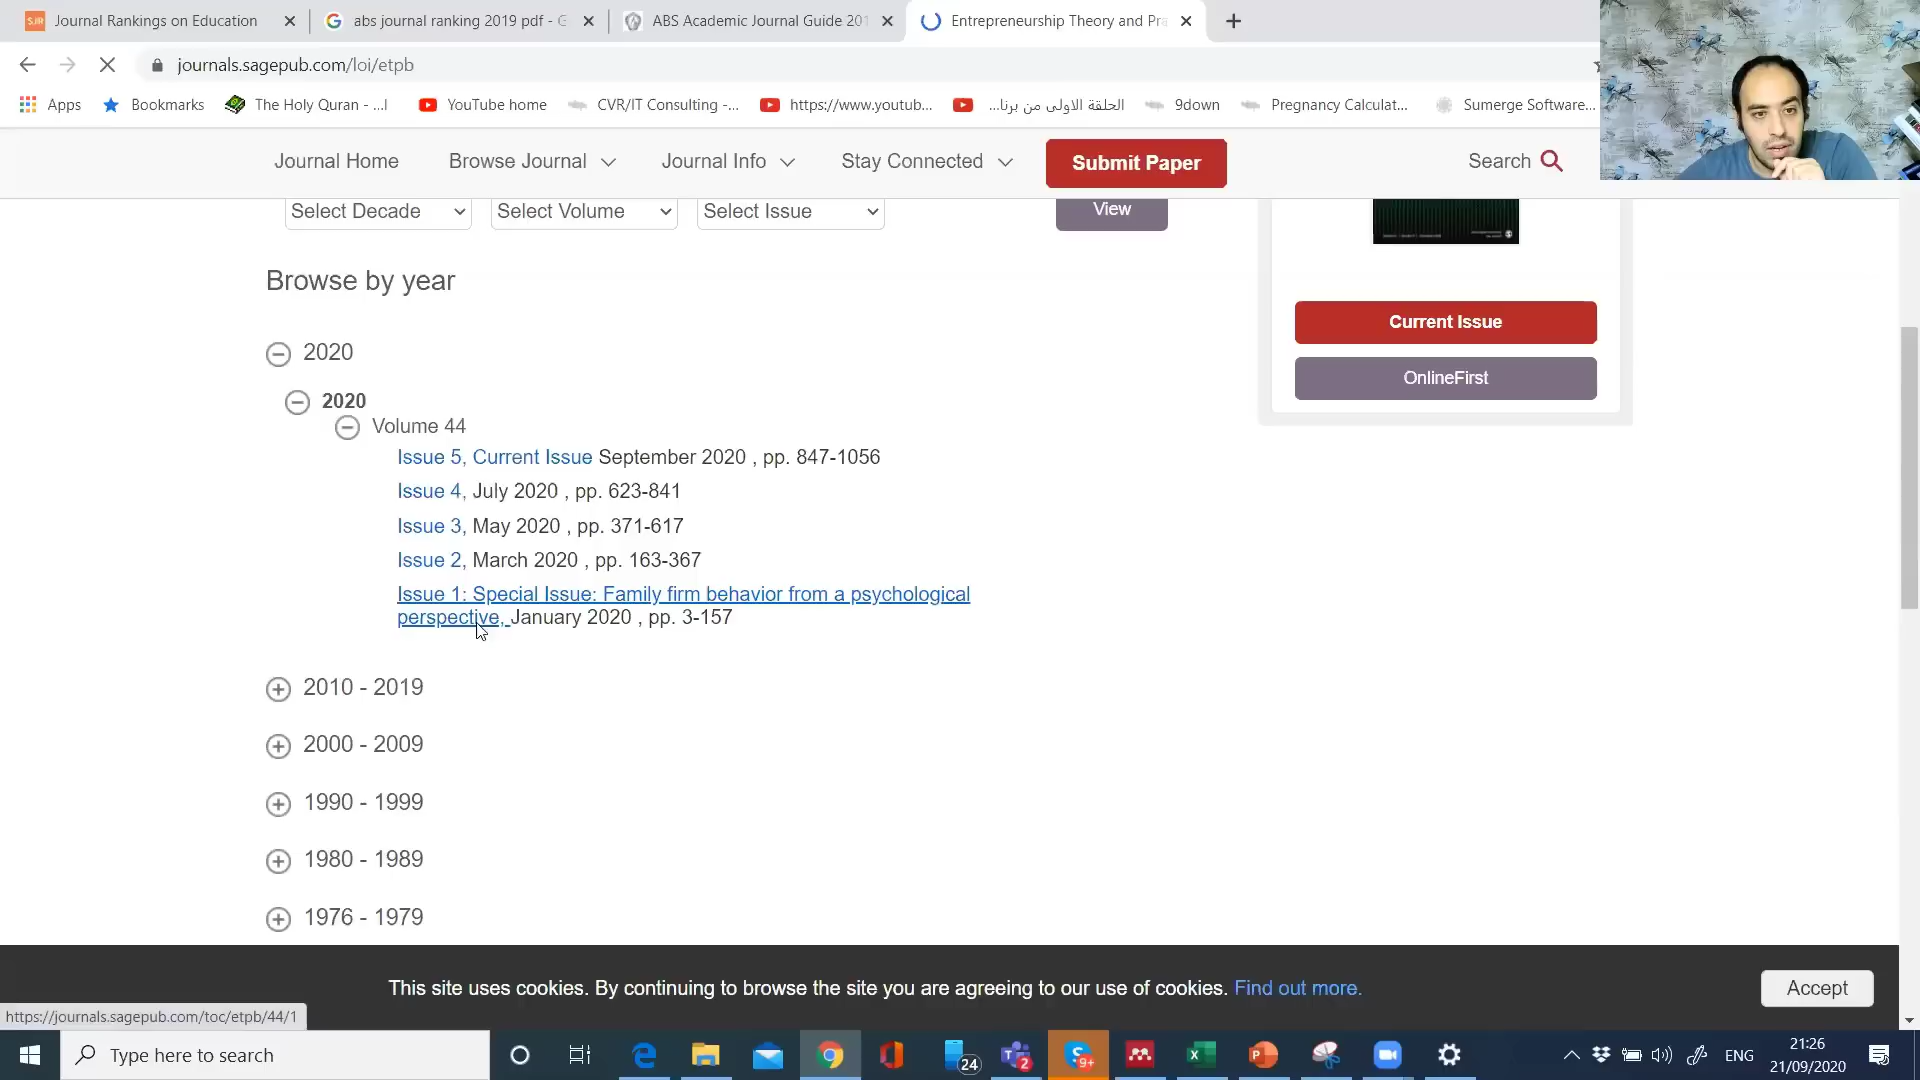 Journal Rankings on Education
abs journal ranking 2019 pdf - G
ABS Academic Journal Guide 201
Entrepreneurship Theory and Pra
journals.sagepub.com/loi/etpb
Apps
Bookmarks
The Holy Quran - ...l
YouTube home
CVR/IT Consulting -...
https://www.youtub...
الحلقة الاولى من برنا...
9down
Pregnancy Calculat...
Sumerge Software...
Journal Home
Browse Journal
Journal Info
Stay Connected
Submit Paper
Search
Select Decade
Select Volume
Select Issue
View
Browse by year
Current Issue
OnlineFirst
2020
2020
Volume 44
Issue 5, Current Issue September 2020 , pp. 847-1056
Issue 4, July 2020 , pp. 623-841
Issue 3, May 2020 , pp. 371-617
Issue 2, March 2020 , pp. 163-367
Issue 1: Special Issue: Family firm behavior from a psychological
perspective, January 2020 , pp. 3-157
2010 - 2019
2000 - 2009
1990 - 1999
1980 - 1989
1976 - 1979
This site uses cookies. By continuing to browse the site you are agreeing to our use of cookies. Find out more.
Accept
https://journals.sagepub.com/toc/etpb/44/1
Type here to search
24
2
9+
ENG
21:26
21/09/2020